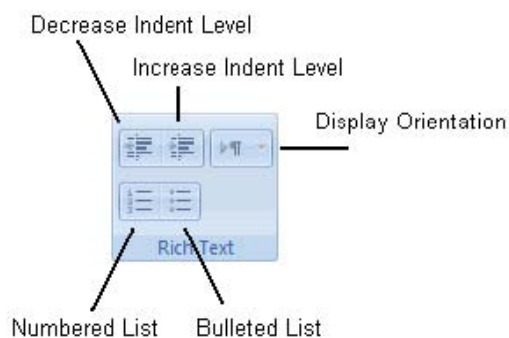 Decrease Indent Level
Increase Indent Level
Display Orientation
Rich Text
Numbered List
Bulleted List